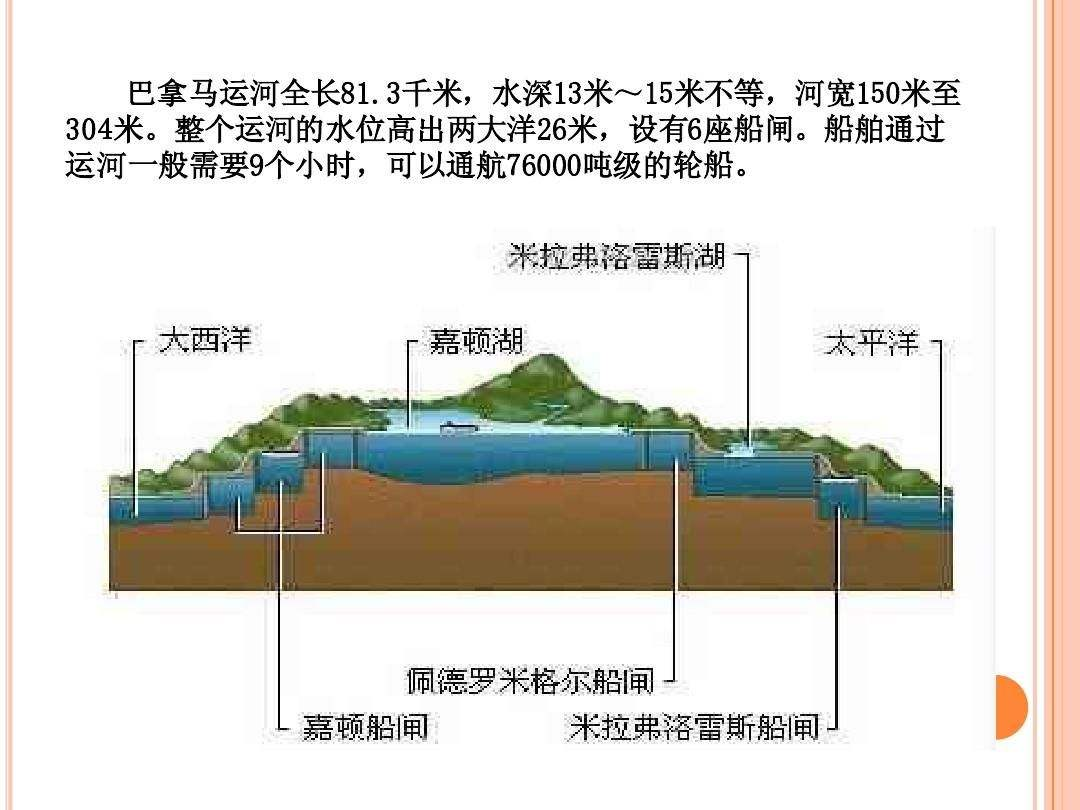 巴拿马运河全长81.3千米，水深13米～15米不等，河宽150米至
304米。整个运河的水位高出两大洋26米，设有6座船闸。船舶通过
运河一般需要9个小时，可以通航76000吨级的轮船。
米拉弗洛雷斯湖
大西洋
嘉顿湖
太平洋
佩德罗米格尔船闸
嘉顿船闸
米拉弗洛雷斯船闸